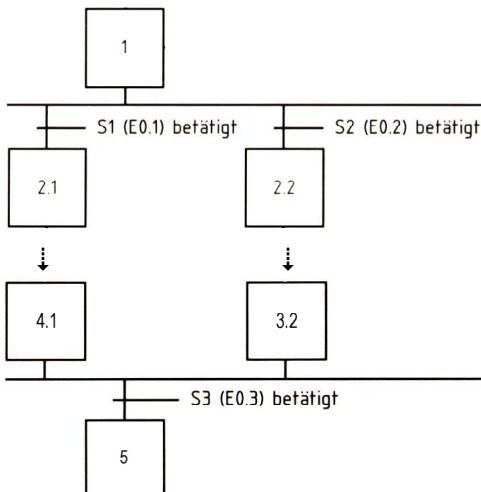 1
S1 (E0.1) betätigt
S2 (E0.2) betätigt
2.1
2.2
4.1
3.2
S3 (E0.3) betätigt
5